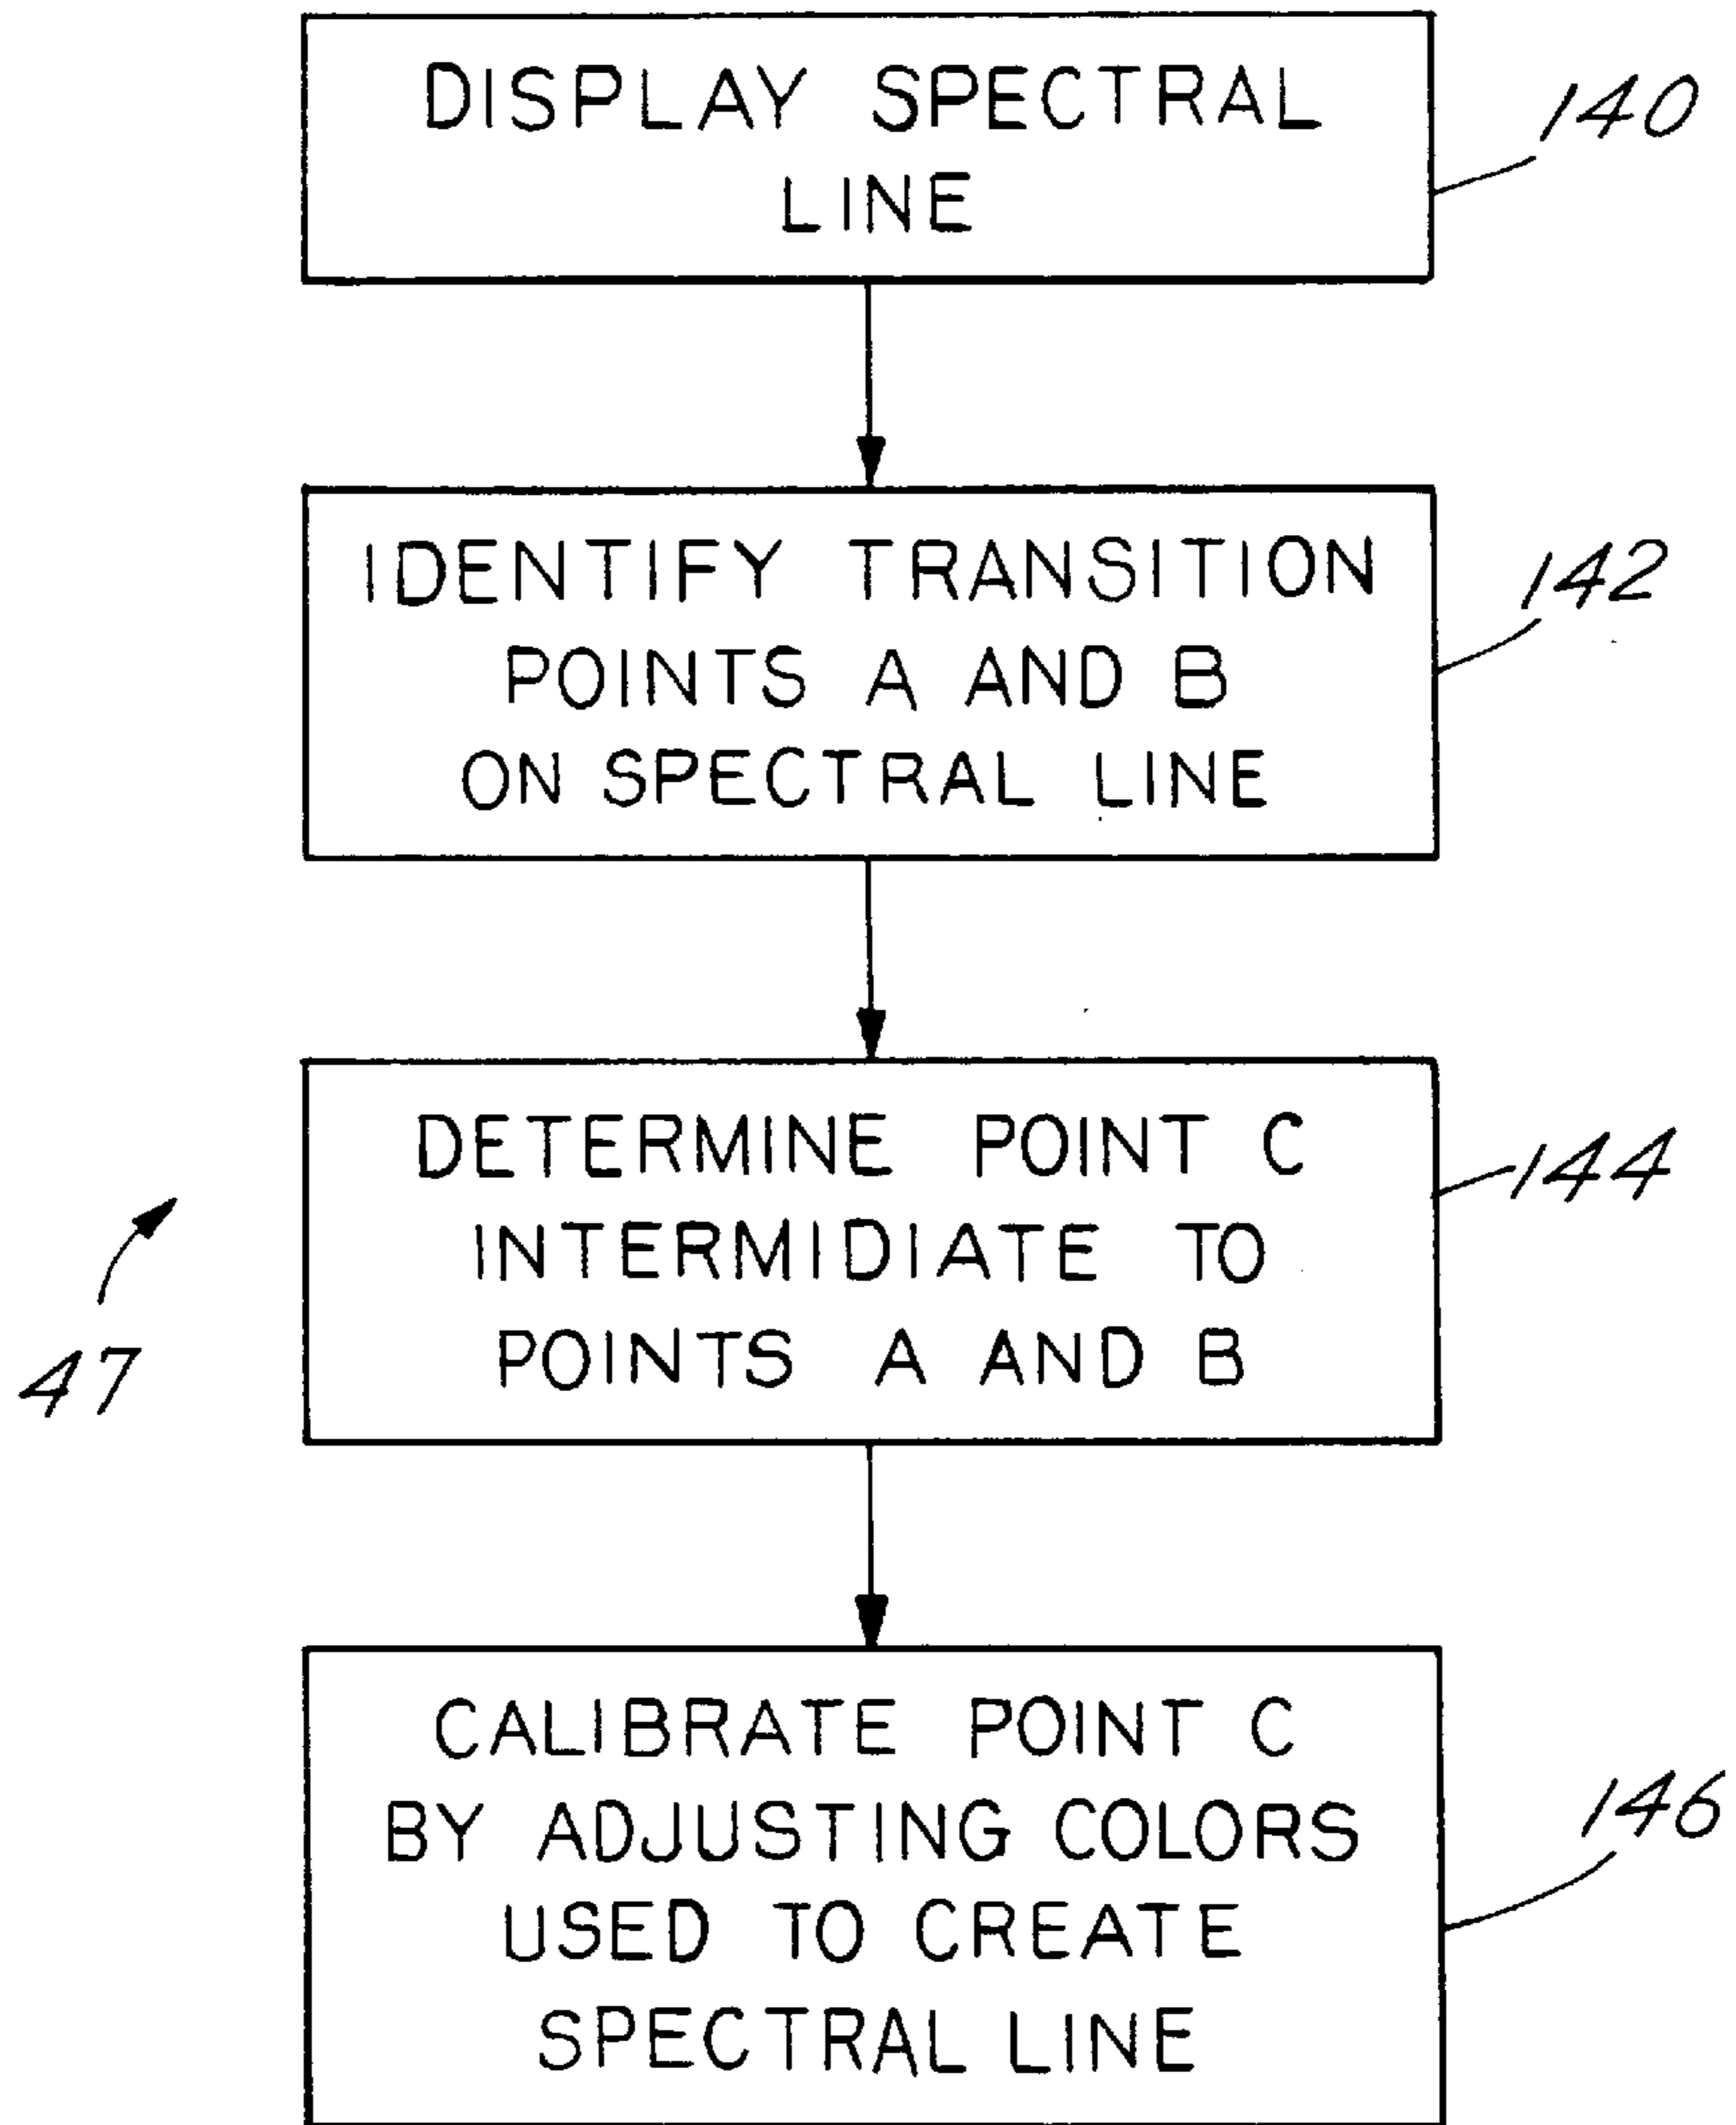 DISPLAY SPECTRAL
LINE
140
IDENTIFY TRANSITION
POINTS A AND B
ON SPECTRAL LINE
142
DETERMINE POINT C
INTERMIDIATE TO
POINTS A AND B
144
47
CALIBRATE POINT C
BY ADJUSTING COLORS
USED TO CREATE
SPECTRAL LINE
146